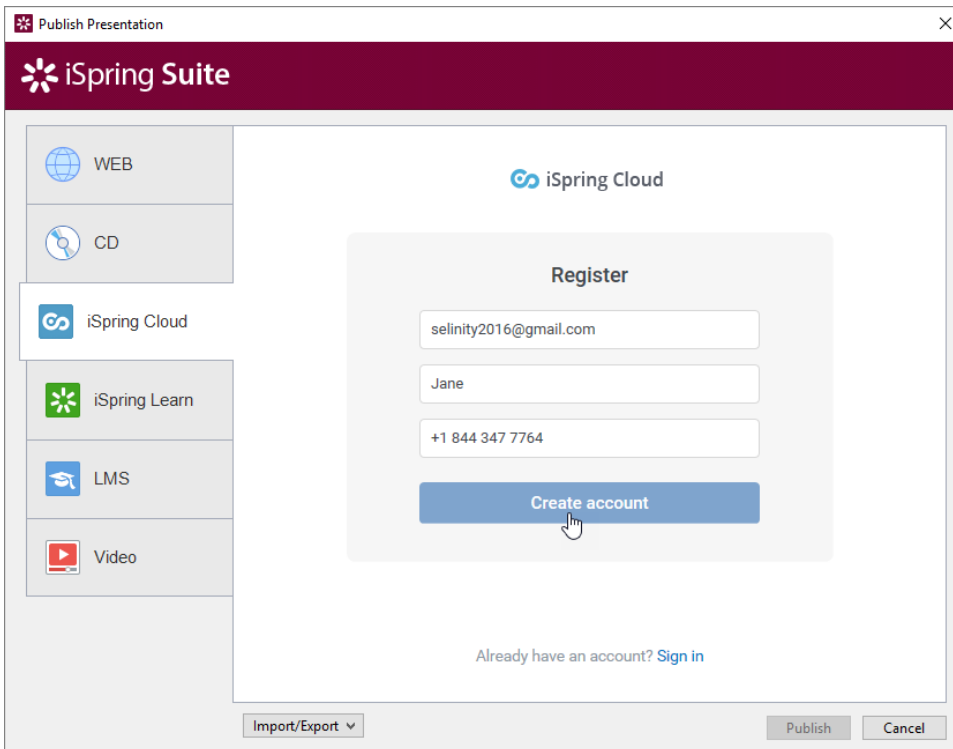 Publish Presentation
iSpring Suite
WEB
CD
iSpring Cloud
iSpring Learn
LMS
Video
iSpring Cloud
Register
selinity2016@gmail.com
Jane
+1 844 347 7764
Create account
Already have an account? Sign in
Import/Export
Publish
Cancel